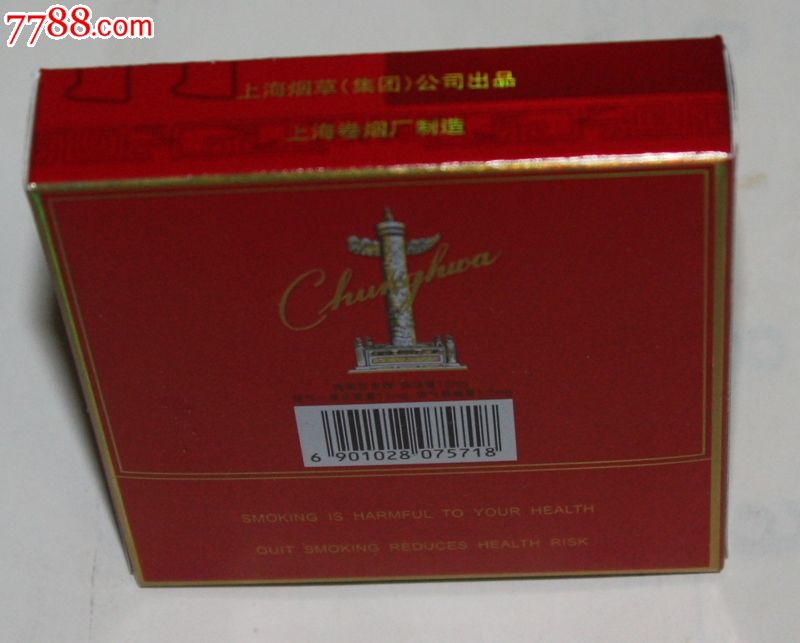 7788.com
上海烟草(集团)公司出品
上海卷烟厂制造
Chunghwa
6 901028 075718
SMOKING IS HARMFUL TO YOUR HEALTH
QUIT SMOKING REDUCES HEALTH RISK